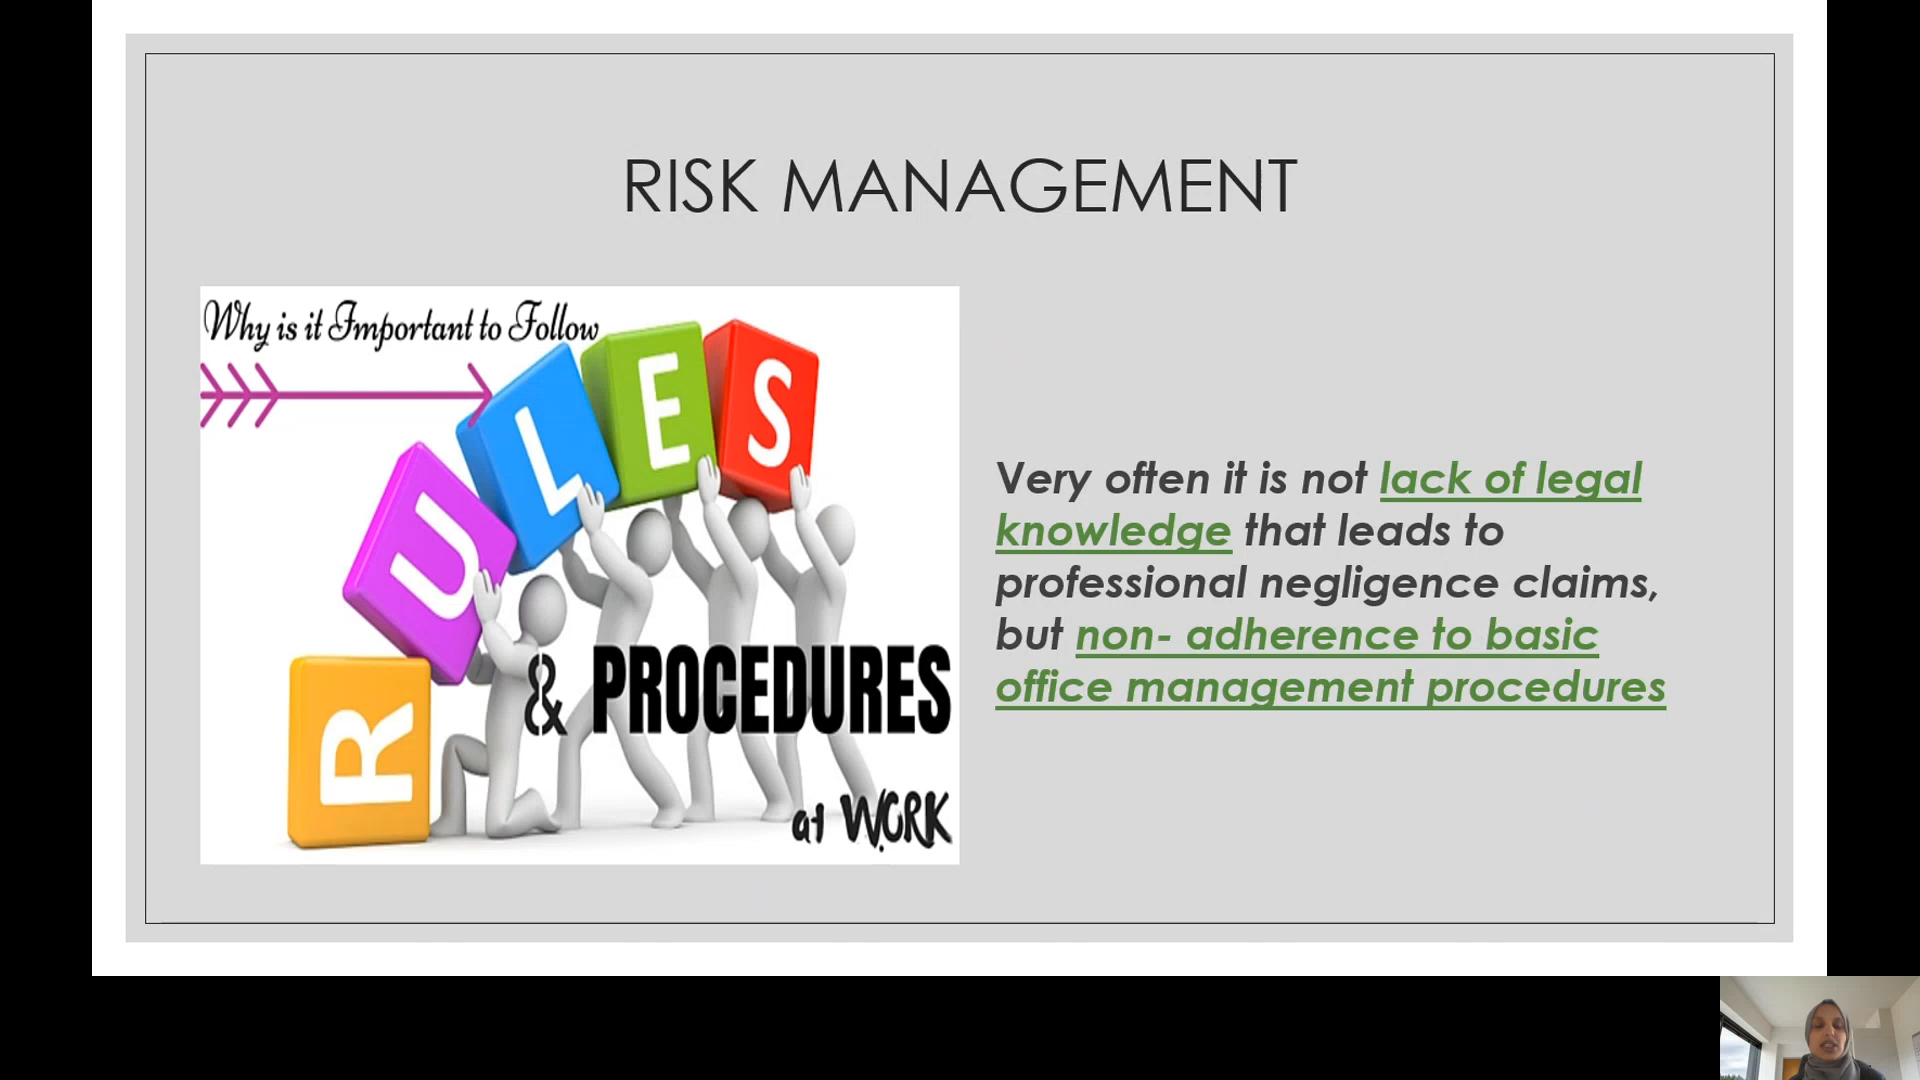 RISK MANAGEMENT
Why is it Important to Follow
RULES
& PROCEDURES
at WORK
Very often it is not lack of legal
knowledge that leads to
professional negligence claims,
but non- adherence to basic
office management procedures